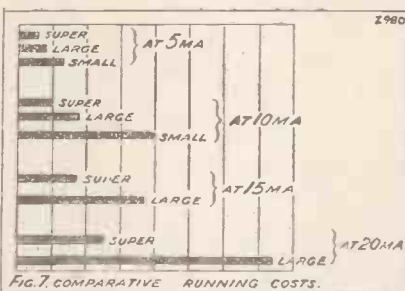 2980
SUPER
LARGE
SMALL
AT 5MA
SUPER
LARGE
SMALL
AT 10MA
SUPER
LARGE
AT 15MA
SUPER
LARGE
AT 20MA
FIG.7. COMPARATIVE RUNNING COSTS.